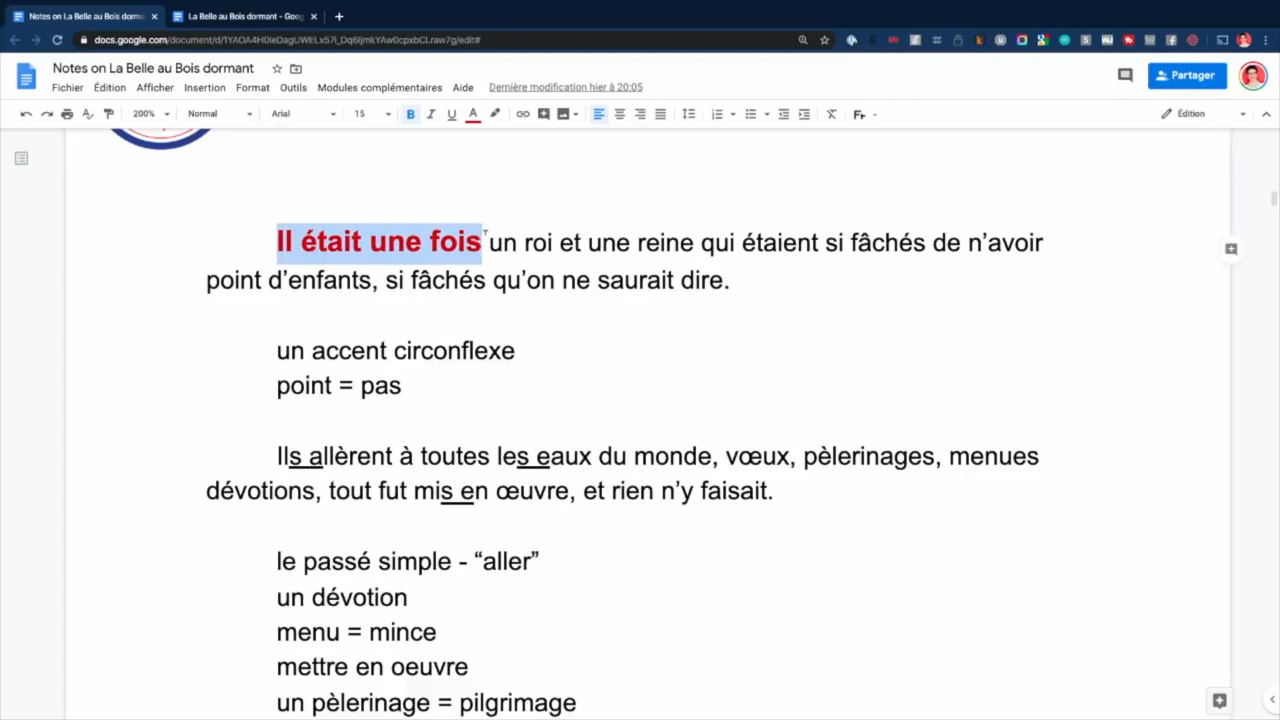 Notes on La Belle au Bois dorma
La Belle au Bois dormant - Goog
docs.google.com/document/d/1YAOA4H0IeDagUWELx57i_Dq6ljmkYAw0cpxbCLraw7g/edit#
Notes on La Belle au Bois dormant
Fichier Édition Afficher Insertion Format Outils Modules complémentaires Aide Dernière modification hier à 20:05
Partager
200% Normal Arial 15 B I U A Édition
Il était une fois un roi et une reine qui étaient si fâchés de n’avoir
point d’enfants, si fâchés qu’on ne saurait dire.
un accent circonflexe
point = pas
Ils allèrent à toutes les eaux du monde, vœux, pèlerinages, menues
dévotions, tout fut mis en œuvre, et rien n’y faisait.
le passé simple - “aller”
un dévotion
menu = mince
mettre en oeuvre
un pèlerinage = pilgrimage